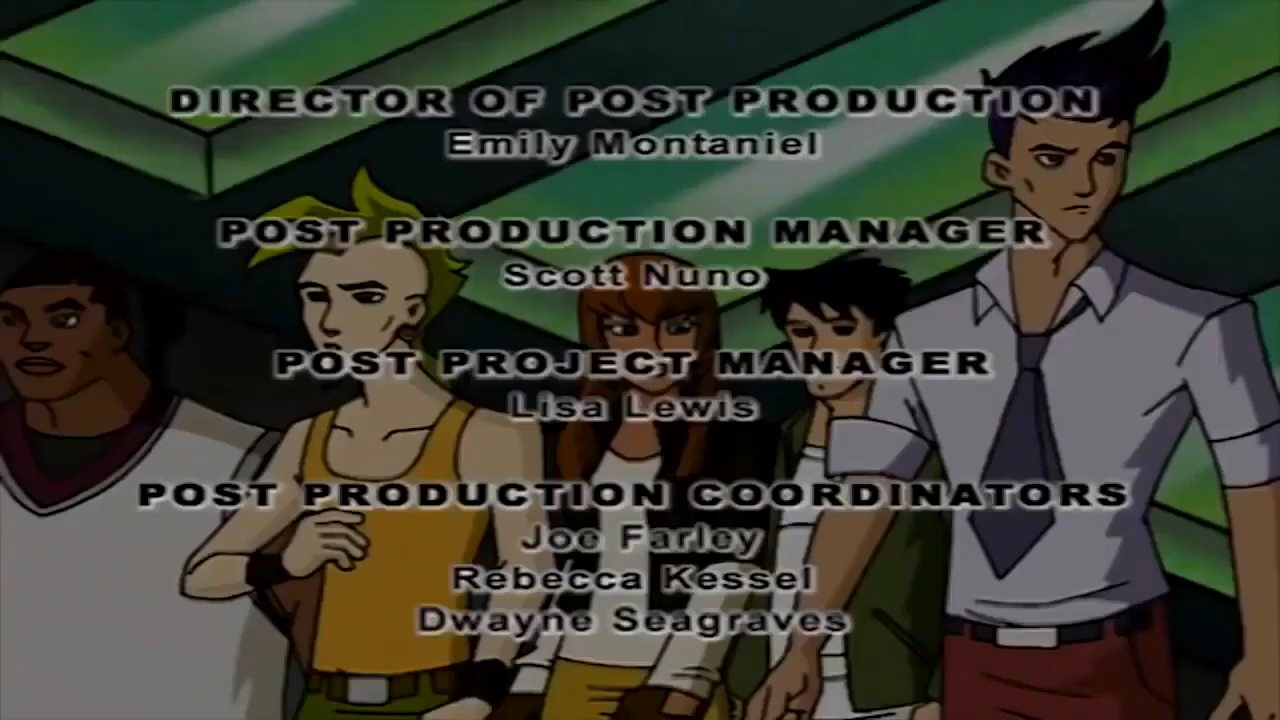 DIRECTOR OF POST PRODUCTION
Emily Montaniel
POST PRODUCTION MANAGER
Scott Nuno
POST PROJECT MANAGER
Lisa Lewis
POST PRODUCTION COORDINATORS
Joe Farley
Rebecca Kessel
Dwayne Seagraves